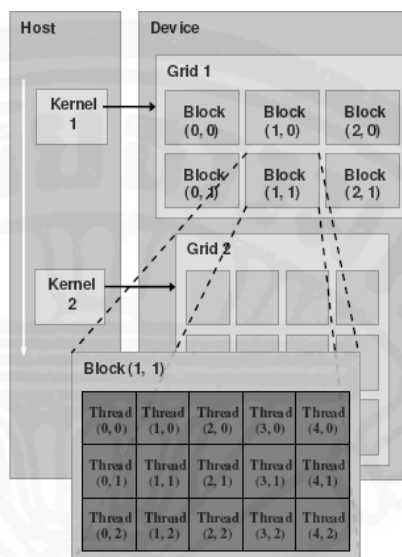 Host
Device
Grid 1
Kernel
1
Block
(0, 0)
Block
(1, 0)
Block
(2, 0)
Block
(0, 1)
Block
(1, 1)
Block
(2, 1)
Grid 2
Kernel
2
Block (1, 1)
Thread
(0, 0)
Thread
(1, 0)
Thread
(2, 0)
Thread
(3, 0)
Thread
(4, 0)
Thread
(0, 1)
Thread
(1, 1)
Thread
(2, 1)
Thread
(3, 1)
Thread
(4, 1)
Thread
(0, 2)
Thread
(1, 2)
Thread
(2, 2)
Thread
(3, 2)
Thread
(4, 2)